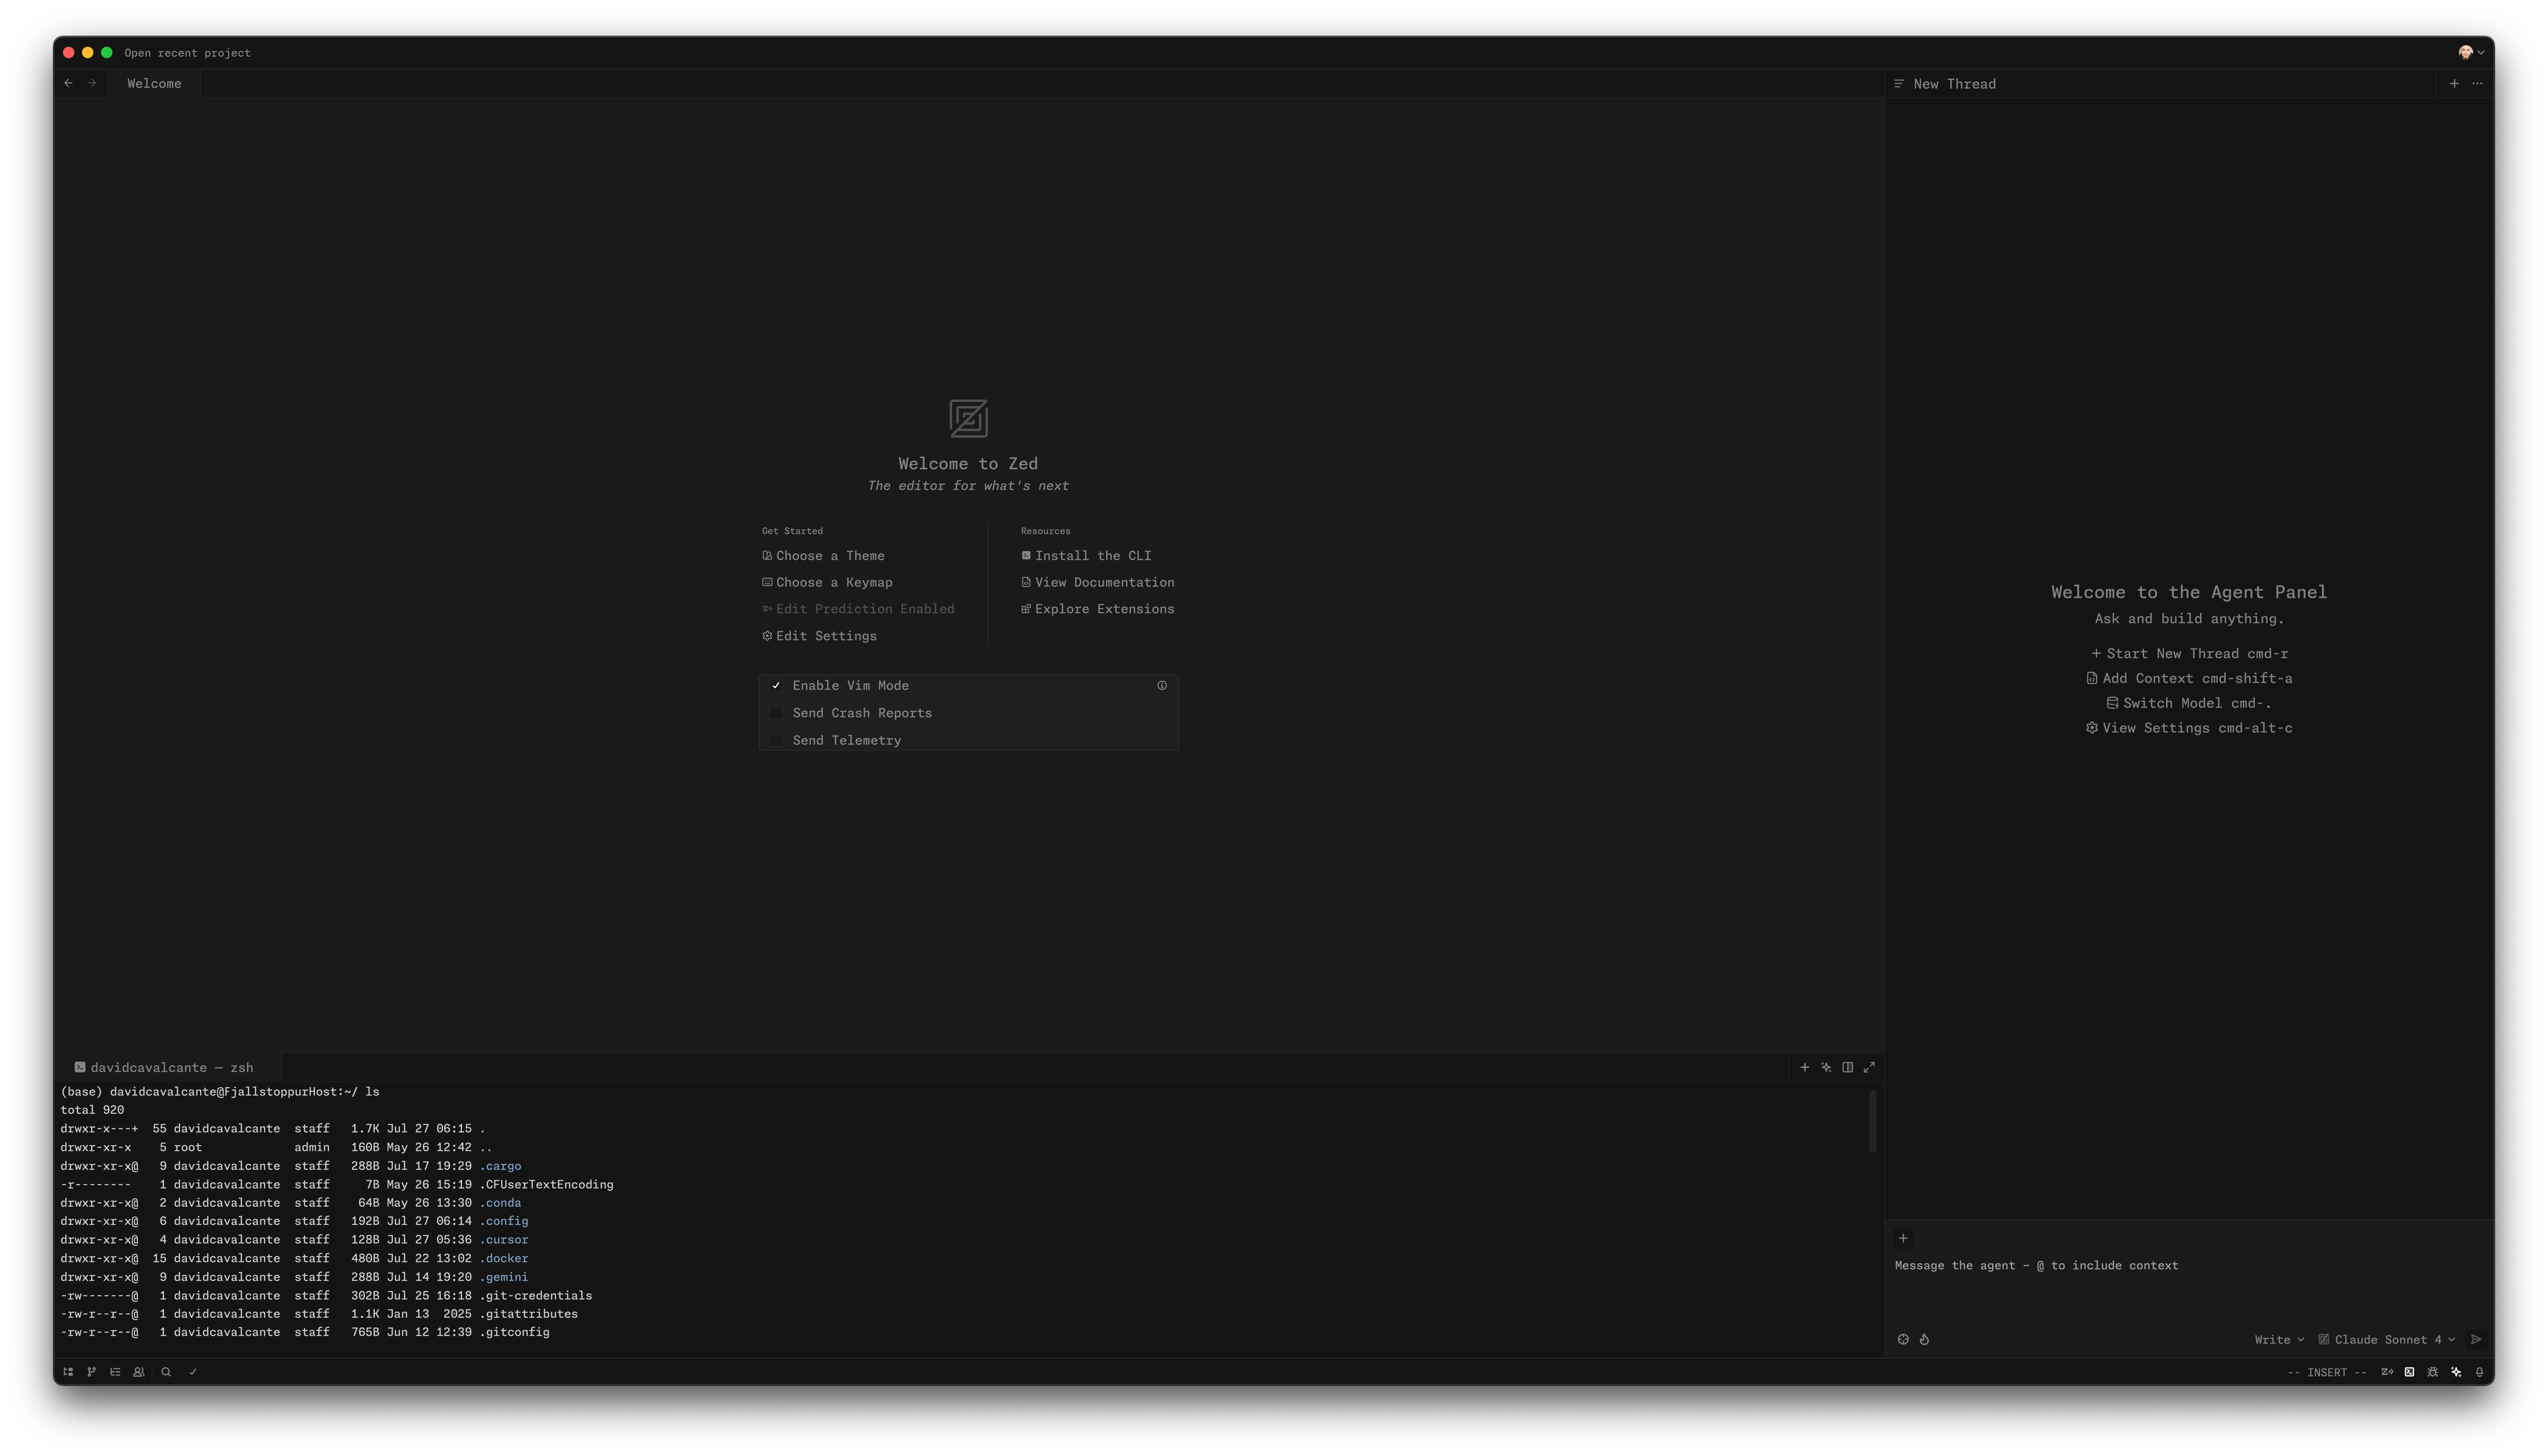 Open recent project
Welcome
New Thread
Welcome to Zed
The editor for what's next
Get Started
Choose a Theme
Choose a Keymap
Edit Prediction Enabled
Edit Settings
Resources
Install the CLI
View Documentation
Explore Extensions
Enable Vim Mode
Send Crash Reports
Send Telemetry
Welcome to the Agent Panel
Ask and build anything.
Start New Thread cmd-r
Add Context cmd-shift-a
Switch Model cmd-.
View Settings cmd-alt-c
davidcavalcante — zsh
(base) davidcavalcante@FjallstoppurHost:~/ ls
total 920
drwxr-x---+  55 davidcavalcante  staff   1.7K Jul 27 06:15 .
drwxr-xr-x    5 root             admin   160B May 26 12:42 ..
drwxr-xr-x@   9 davidcavalcante  staff   288B Jul 17 19:29 .cargo
-r--------    1 davidcavalcante  staff     7B May 26 15:19 .CFUserTextEncoding
drwxr-xr-x@   2 davidcavalcante  staff    64B May 26 13:30 .conda
drwxr-xr-x@   6 davidcavalcante  staff   192B Jul 27 06:14 .config
drwxr-xr-x@   4 davidcavalcante  staff   128B Jul 27 05:36 .cursor
drwxr-xr-x@  15 davidcavalcante  staff   480B Jul 22 13:02 .docker
drwxr-xr-x@   9 davidcavalcante  staff   288B Jul 14 19:20 .gemini
-rw-------@   1 davidcavalcante  staff   302B Jul 25 16:18 .git-credentials
-rw-r--r--@   1 davidcavalcante  staff   1.1K Jan 13  2025 .gitattributes
-rw-r--r--@   1 davidcavalcante  staff   765B Jun 12 12:39 .gitconfig
Message the agent – @ to include context
Write
Claude Sonnet 4
-- INSERT --